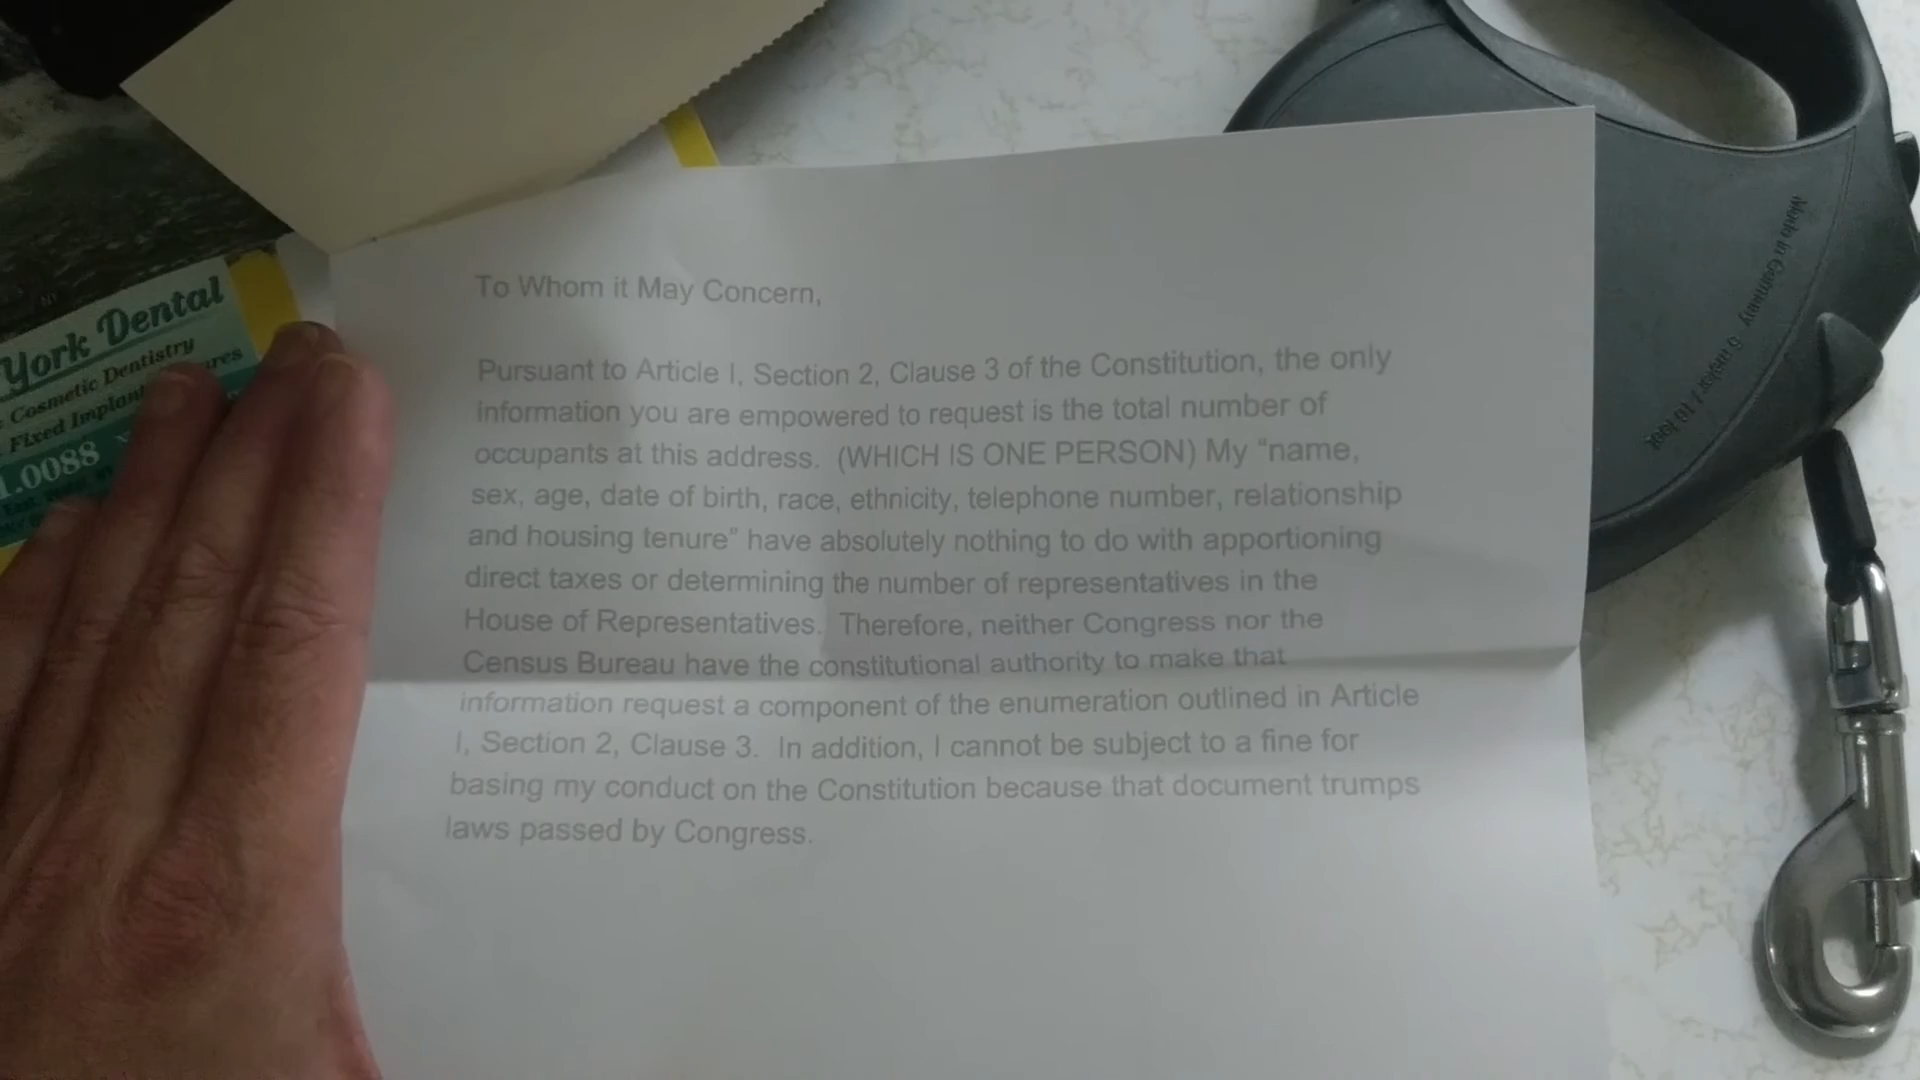 York Dental
Cosmetic Dentistry
Fixed Implant
ares
1.0088
To Whom it May Concern,
Pursuant to Article I, Section 2, Clause 3 of the Constitution, the only
information you are empowered to request is the total number of
occupants at this address. (WHICH IS ONE PERSON) My “name,
sex, age, date of birth, race, ethnicity, telephone number, relationship
and housing tenure” have absolutely nothing to do with apportioning
direct taxes or determining the number of representatives in the
House of Representatives. Therefore, neither Congress nor the
Census Bureau have the constitutional authority to make that
information request a component of the enumeration outlined in Article
I, Section 2, Clause 3. In addition, I cannot be subject to a fine for
basing my conduct on the Constitution because that document trumps
laws passed by Congress.
Made in Germany